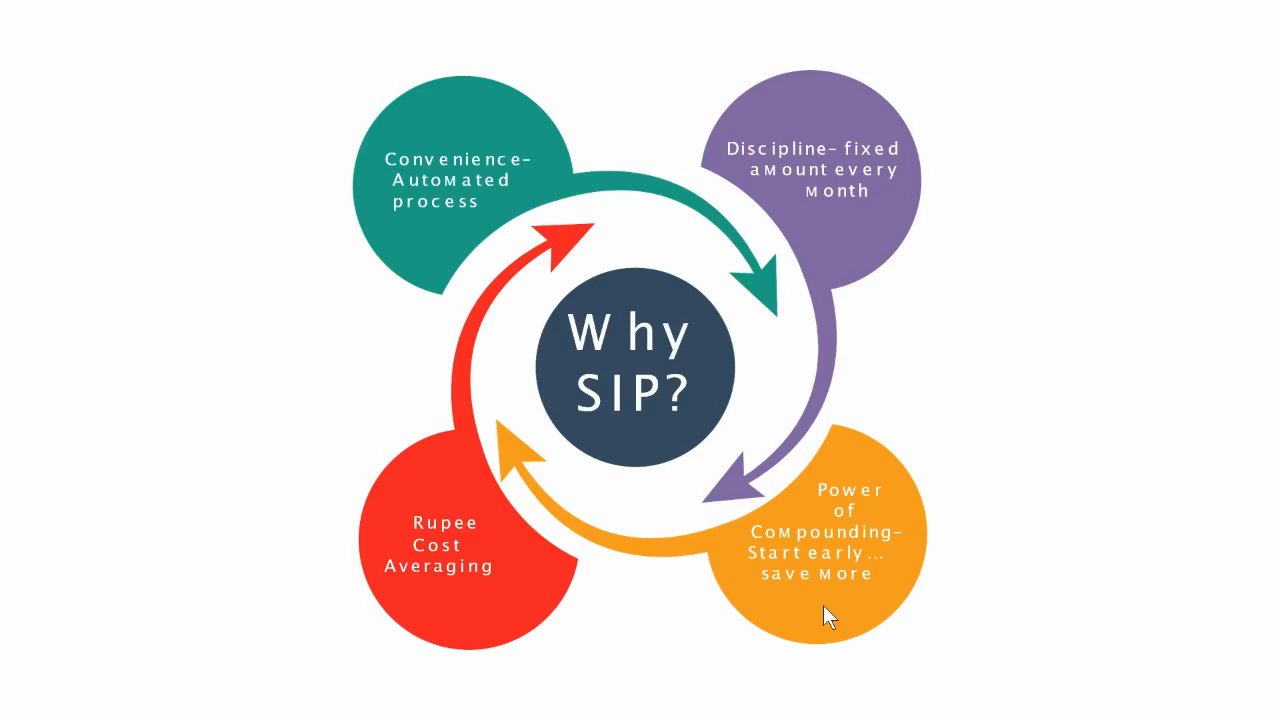 Convenience-
Automated
process
Discipline- fixed
amount every
month
Why
SIP?
Rupee
Cost
Averaging
Power
of
Compounding-
Start early...
save more